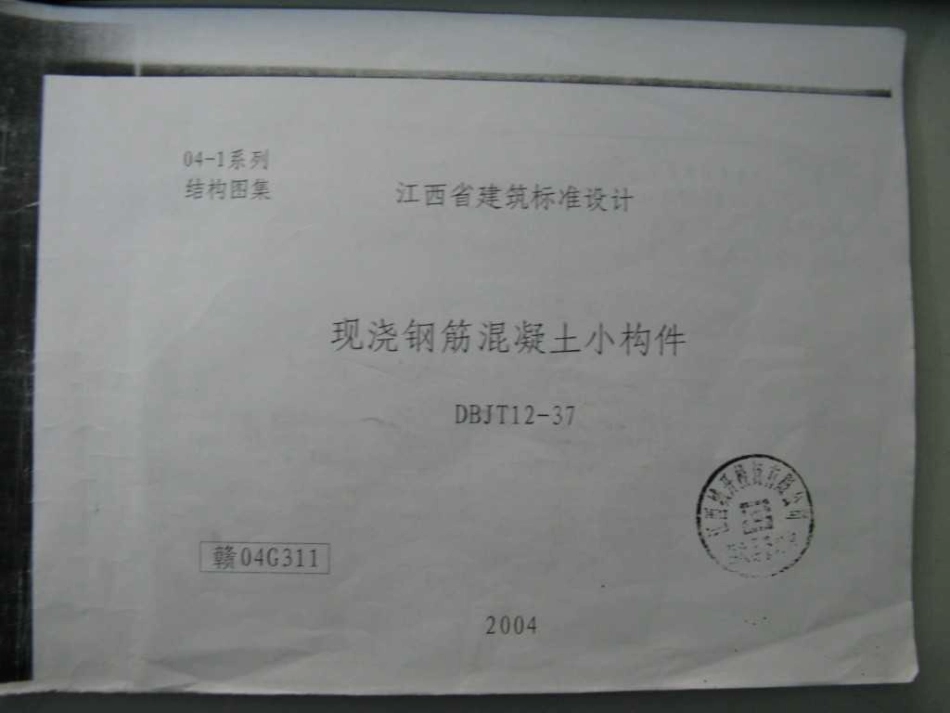 04-1系列
结构图集
江西省建筑标准设计
现浇钢筋混凝土小构件
DBJT12-37
赣04G311
2004